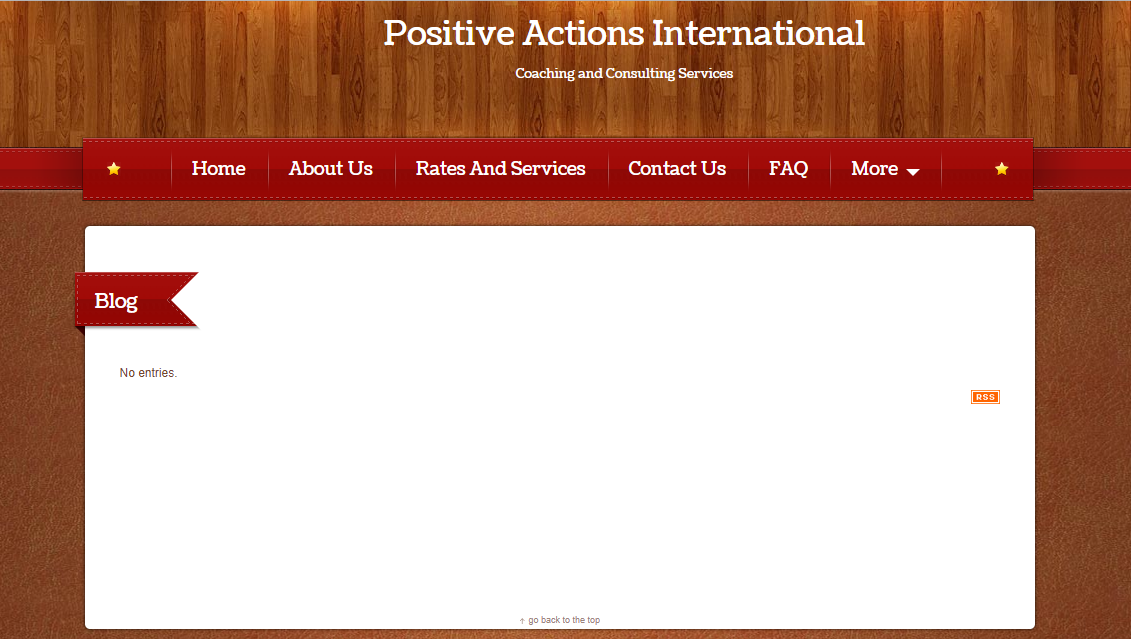 Positive Actions International
Coaching and Consulting Services
Home About Us Rates And Services Contact Us FAQ More
Blog
No entries.
RSS
↑ go back to the top